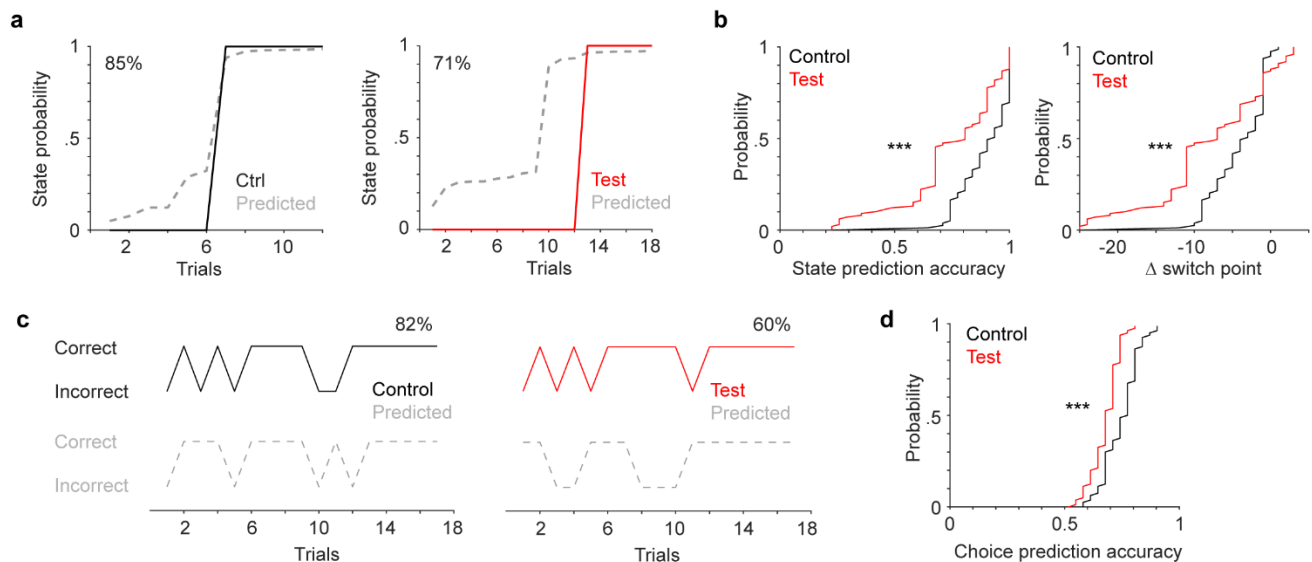 a
State probability
1
.5
0
85%
Ctrl
Predicted
2
6
10
Trials
State probability
1
.5
0
71%
Test
Predicted
2
6
10
14
18
Trials
b
Probability
1
.5
0
Control
Test
***
0
0.5
1
State prediction accuracy
Probability
1
.5
0
Control
Test
***
-20
-10
0
Δ switch point
c
Correct
Incorrect
82%
Control
Predicted
Correct
Incorrect
2
6
10
14
18
Trials
60%
Test
Predicted
2
6
10
14
18
Trials
d
Probability
1
.5
0
Control
Test
***
0
0.5
1
Choice prediction accuracy